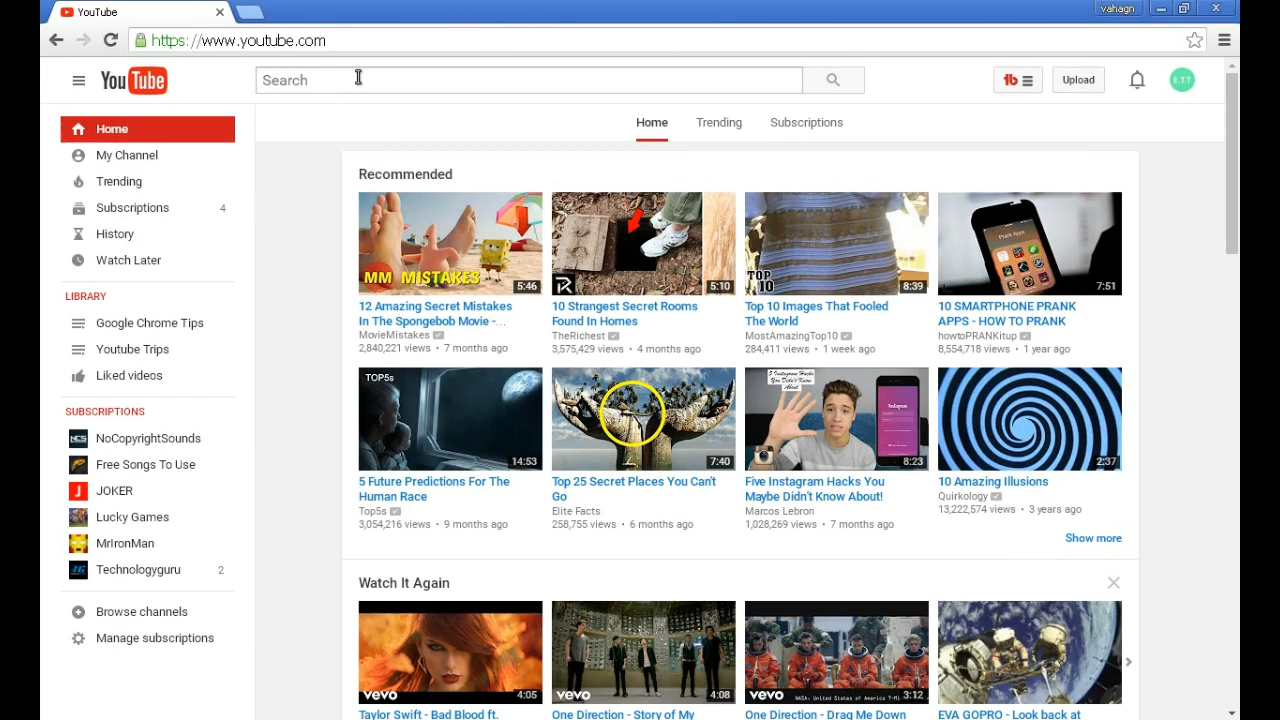 YouTube
vahagn
https://www.youtube.com
YouTube
Search
Upload
E.T.T
Home
My Channel
Trending
Subscriptions 4
History
Watch Later
LIBRARY
Google Chrome Tips
Youtube Trips
Liked videos
SUBSCRIPTIONS
NCS NoCopyrightSounds
Free Songs To Use
J JOKER
Lucky Games
MrIronMan
Technologyguru 2
Browse channels
Manage subscriptions
Home Trending Subscriptions
Recommended
MM MISTAKES
5:46
12 Amazing Secret Mistakes
In The Spongebob Movie -...
MovieMistakes
2,840,221 views • 7 months ago
5:10
10 Strangest Secret Rooms
Found In Homes
TheRichest
3,575,429 views • 4 months ago
TOP
10
8:39
Top 10 Images That Fooled
The World
MostAmazingTop10
284,411 views • 1 week ago
Prank Apps
7:51
10 SMARTPHONE PRANK
APPS - HOW TO PRANK
howtoPRANKitup
8,554,718 views • 1 year ago
TOP5s
14:53
5 Future Predictions For The
Human Race
Top5s
3,054,216 views • 9 months ago
7:40
Top 25 Secret Places You Can't
Go
Elite Facts
258,755 views • 6 months ago
5 Instagram Hacks
You Didn't Know
About!
Instagram
8:23
Five Instagram Hacks You
Maybe Didn't Know About!
Marcos Lebron
1,028,269 views • 7 months ago
2:37
10 Amazing Illusions
Quirkology
13,222,574 views • 3 years ago
Show more
Watch It Again
vevo
4:05
Taylor Swift - Bad Blood ft.
vevo
4:08
One Direction - Story of My
vevo
3:12
One Direction - Drag Me Down
EVA GOPRO - Look back at